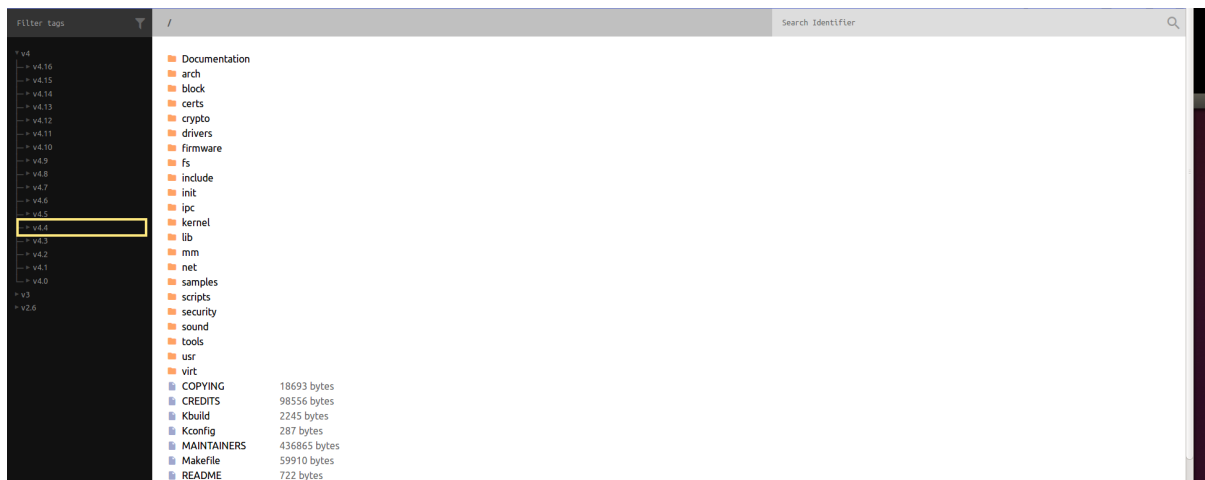 Filter tags
/
Search Identifier
v4
v4.16
v4.15
v4.14
v4.13
v4.12
v4.11
v4.10
v4.9
v4.8
v4.7
v4.6
v4.5
v4.4
v4.3
v4.2
v4.1
v4.0
v3
v2.6
Documentation
arch
block
certs
crypto
drivers
firmware
fs
include
init
ipc
kernel
lib
mm
net
samples
scripts
security
sound
tools
usr
virt
COPYING 18693 bytes
CREDITS 98556 bytes
Kbuild 2245 bytes
Kconfig 287 bytes
MAINTAINERS 436865 bytes
Makefile 59910 bytes
README 722 bytes